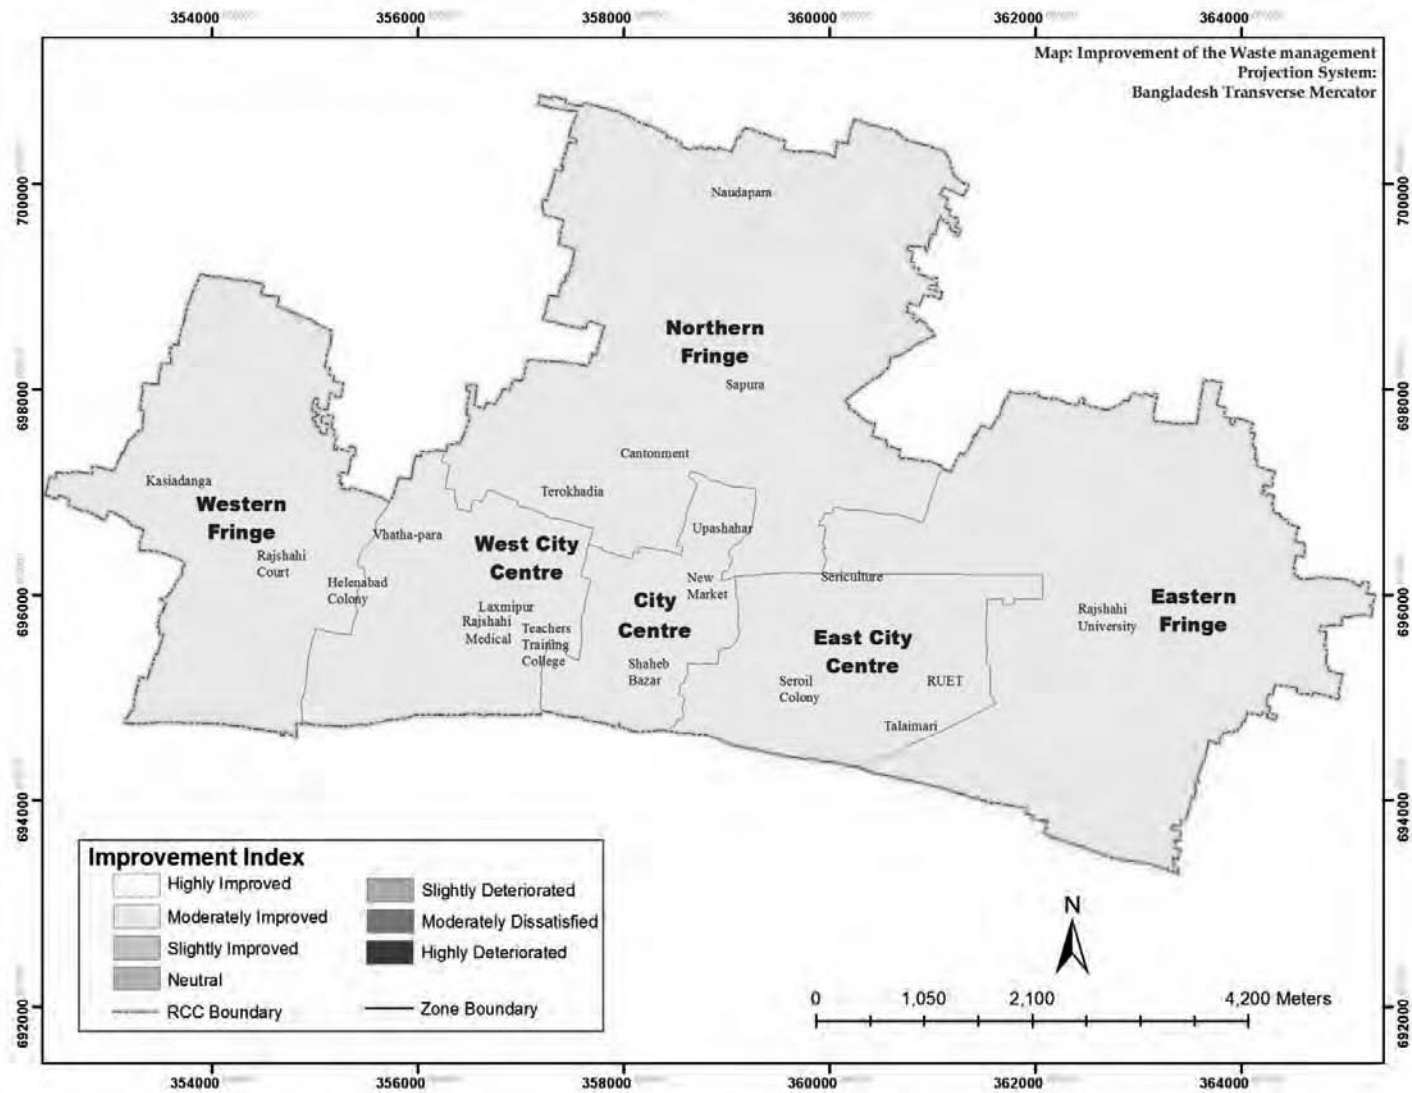 354000
356000
358000
360000
362000
364000
Map: Improvement of the Waste management
Projection System:
Bangladesh Transverse Mercator
700000
700000
Naudapara
Northern
Fringe
Sapura
698000
698000
Cantonment
Kasiadanga
Terokhadia
Western
Fringe
Upashahar
Vhatha-para
West City
Centre
Rajshahi
Court
Helenabad
Colony
New
Market
Sericulture
696000
696000
City
Centre
Laxmipur
Rajshahi
Medical
Teachers
Training
College
Rajshahi
University
Eastern
Fringe
East City
Centre
Shaheb
Bazar
Seroil
Colony
RUET
Talaimari
694000
694000
Improvement Index
Highly Improved
Moderately Improved
Slightly Improved
Neutral
RCC Boundary
Slightly Deteriorated
Moderately Dissatisfied
Highly Deteriorated
Zone Boundary
N
0
1,050
2,100
4,200 Meters
692000
692000
354000
356000
358000
360000
362000
364000